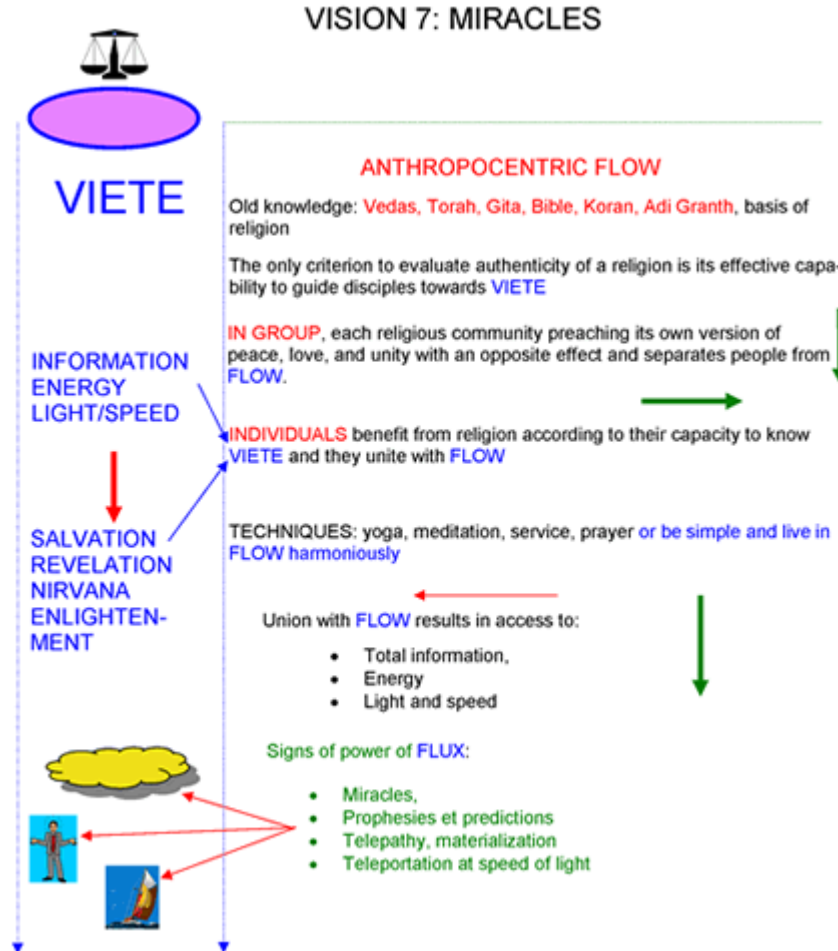 VISION 7: MIRACLES
VIETE
ANTHROPOCENTRIC FLOW
Old knowledge: Vedas, Torah, Gita, Bible, Koran, Adi Granth, basis of
religion
The only criterion to evaluate authenticity of a religion is its effective capa-
bility to guide disciples towards VIETE
IN GROUP, each religious community preaching its own version of
peace, love, and unity with an opposite effect and separates people from
FLOW.
INFORMATION
ENERGY
LIGHT/SPEED
INDIVIDUALS benefit from religion according to their capacity to know
VIETE and they unite with FLOW
SALVATION
REVELATION
NIRVANA
ENLIGHTEN-
MENT
TECHNIQUES: yoga, meditation, service, prayer or be simple and live in
FLOW harmoniously
Union with FLOW results in access to:
• Total information,
• Energy
• Light and speed
Signs of power of FLUX:
• Miracles,
• Prophesies et predictions
• Telepathy, materialization
• Teleportation at speed of light